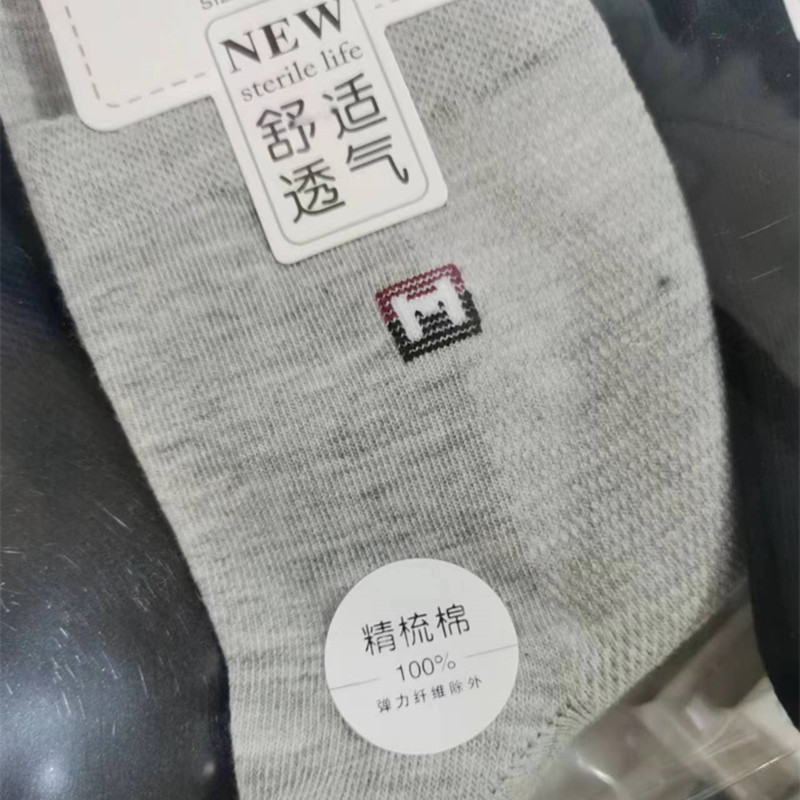 NEW
sterile life
舒适
透气
精梳棉
100%
弹力纤维除外